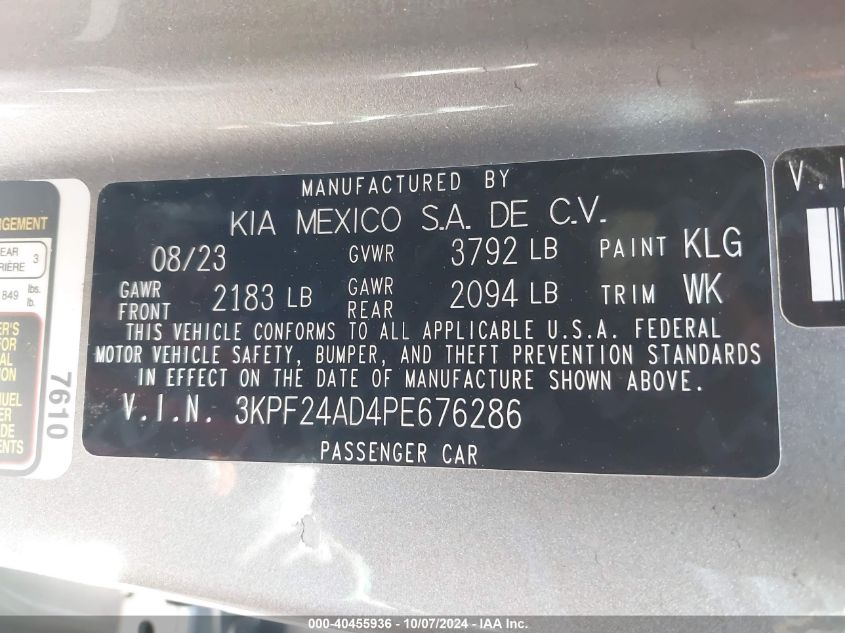 MANUFACTURED BY
KIA MEXICO S.A. DE C.V.
08/23 GVWR 3792 LB PAINT KLG
GAWR FRONT 2183 LB GAWR REAR 2094 LB TRIM WK
THIS VEHICLE CONFORMS TO ALL APPLICABLE U.S.A. FEDERAL
MOTOR VEHICLE SAFETY, BUMPER, AND THEFT PREVENTION STANDARDS
IN EFFECT ON THE DATE OF MANUFACTURE SHOWN ABOVE.
V.I.N. 3KPF24AD4PE676286
PASSENGER CAR
3
849 lbs.
7610
V.I
000-40455936 - 10/07/2024 - IAA Inc.